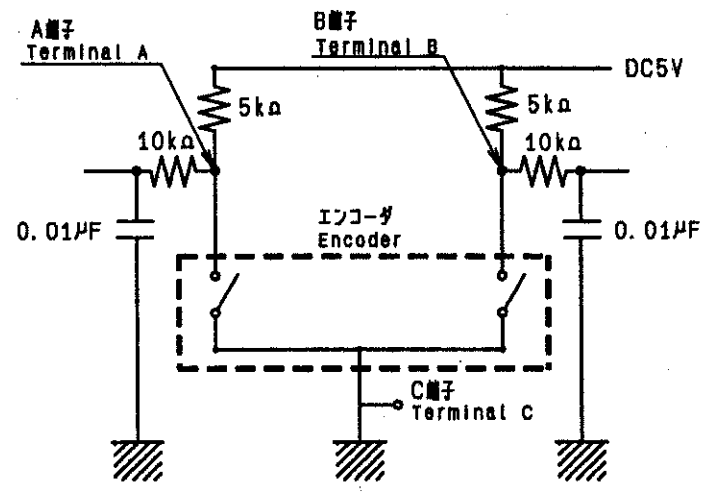 A端子
Terminal A
B端子
Terminal B
DC5V
5kΩ
5kΩ
10kΩ
10kΩ
0.01μF
エンコーダ
Encoder
0.01μF
C端子
Terminal C